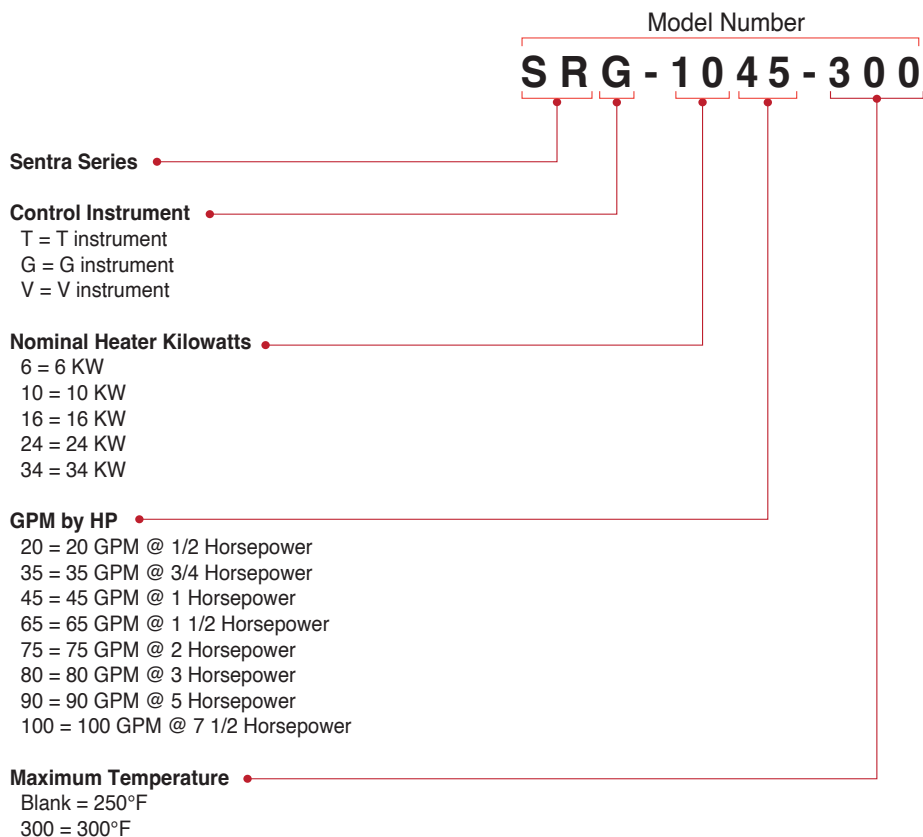 Model Number
SRG-1045-300
Sentra Series
Control Instrument
T = T instrument
G = G instrument
V = V instrument
Nominal Heater Kilowatts
6 = 6 KW
10 = 10 KW
16 = 16 KW
24 = 24 KW
34 = 34 KW
GPM by HP
20 = 20 GPM @ 1/2 Horsepower
35 = 35 GPM @ 3/4 Horsepower
45 = 45 GPM @ 1 Horsepower
65 = 65 GPM @ 1 1/2 Horsepower
75 = 75 GPM @ 2 Horsepower
80 = 80 GPM @ 3 Horsepower
90 = 90 GPM @ 5 Horsepower
100 = 100 GPM @ 7 1/2 Horsepower
Maximum Temperature
Blank = 250°F
300 = 300°F